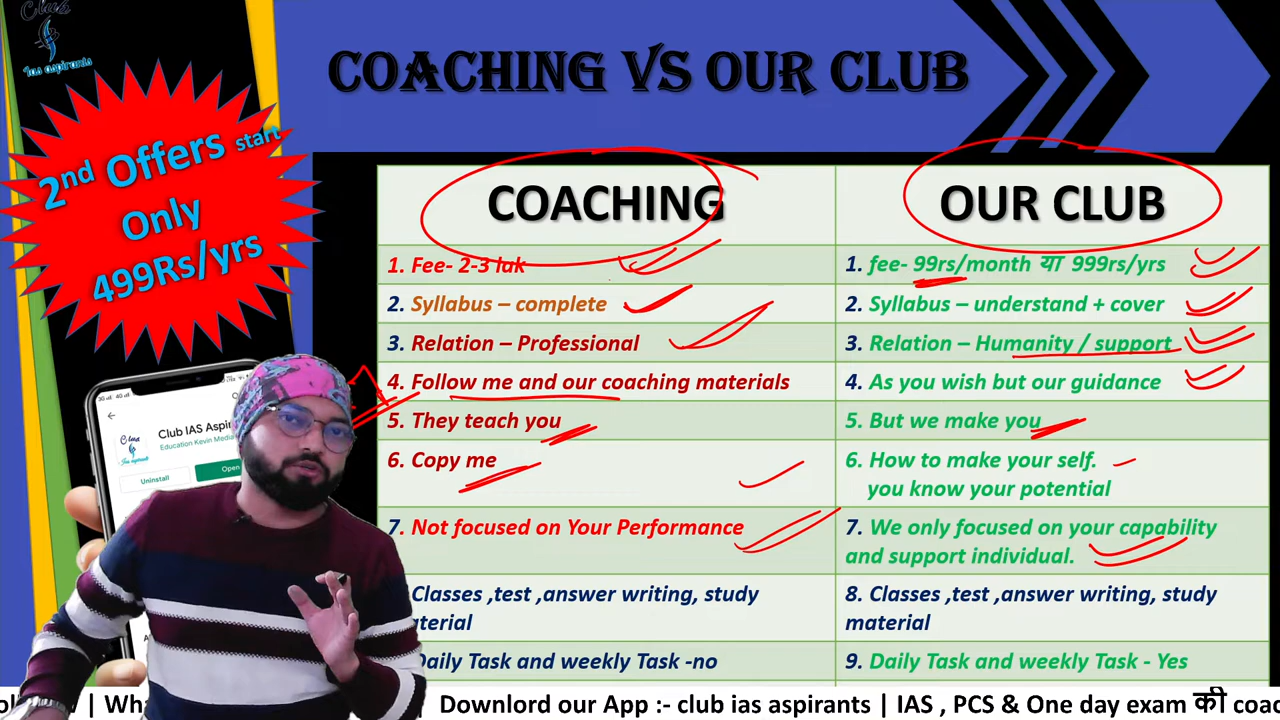 Club
Ias aspirants
COACHING VS OUR CLUB
2nd Offers start
Only
499Rs/yrs
COACHING
OUR CLUB
1. Fee- 2-3 lak
1. fee- 99rs/month या 999rs/yrs
2. Syllabus – complete
2. Syllabus – understand + cover
3. Relation – Professional
3. Relation – Humanity / support
4. Follow me and our coaching materials
4. As you wish but our guidance
5. They teach you
5. But we make you
6. Copy me
6. How to make your self.
you know your potential
7. Not focused on Your Performance
7. We only focused on your capability
and support individual.
Classes ,test ,answer writing, study
8. Classes ,test ,answer writing, study
material
Daily Task and weekly Task -no
9. Daily Task and weekly Task - Yes
Club IAS Aspir
Education Kevin Media
Uninstall
Open
Downlord our App :- club ias aspirants | IAS , PCS & One day exam की